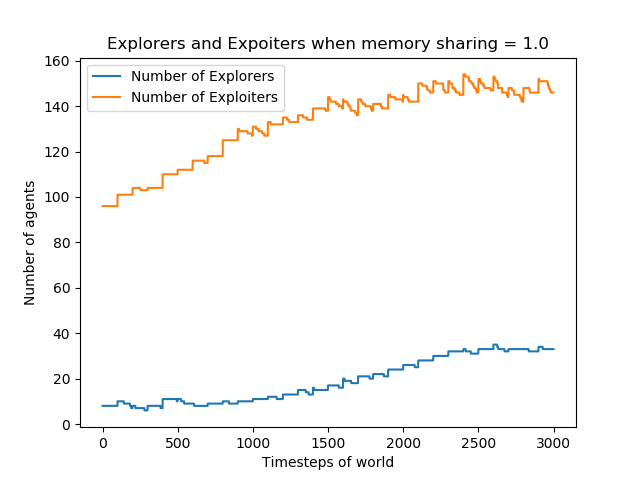 Explorers and Expoiters when memory sharing = 1.0
160
140
120
100
80
60
40
20
0
Number of agents
Number of Explorers
Number of Exploiters
0 500 1000 1500 2000 2500 3000
Timesteps of world